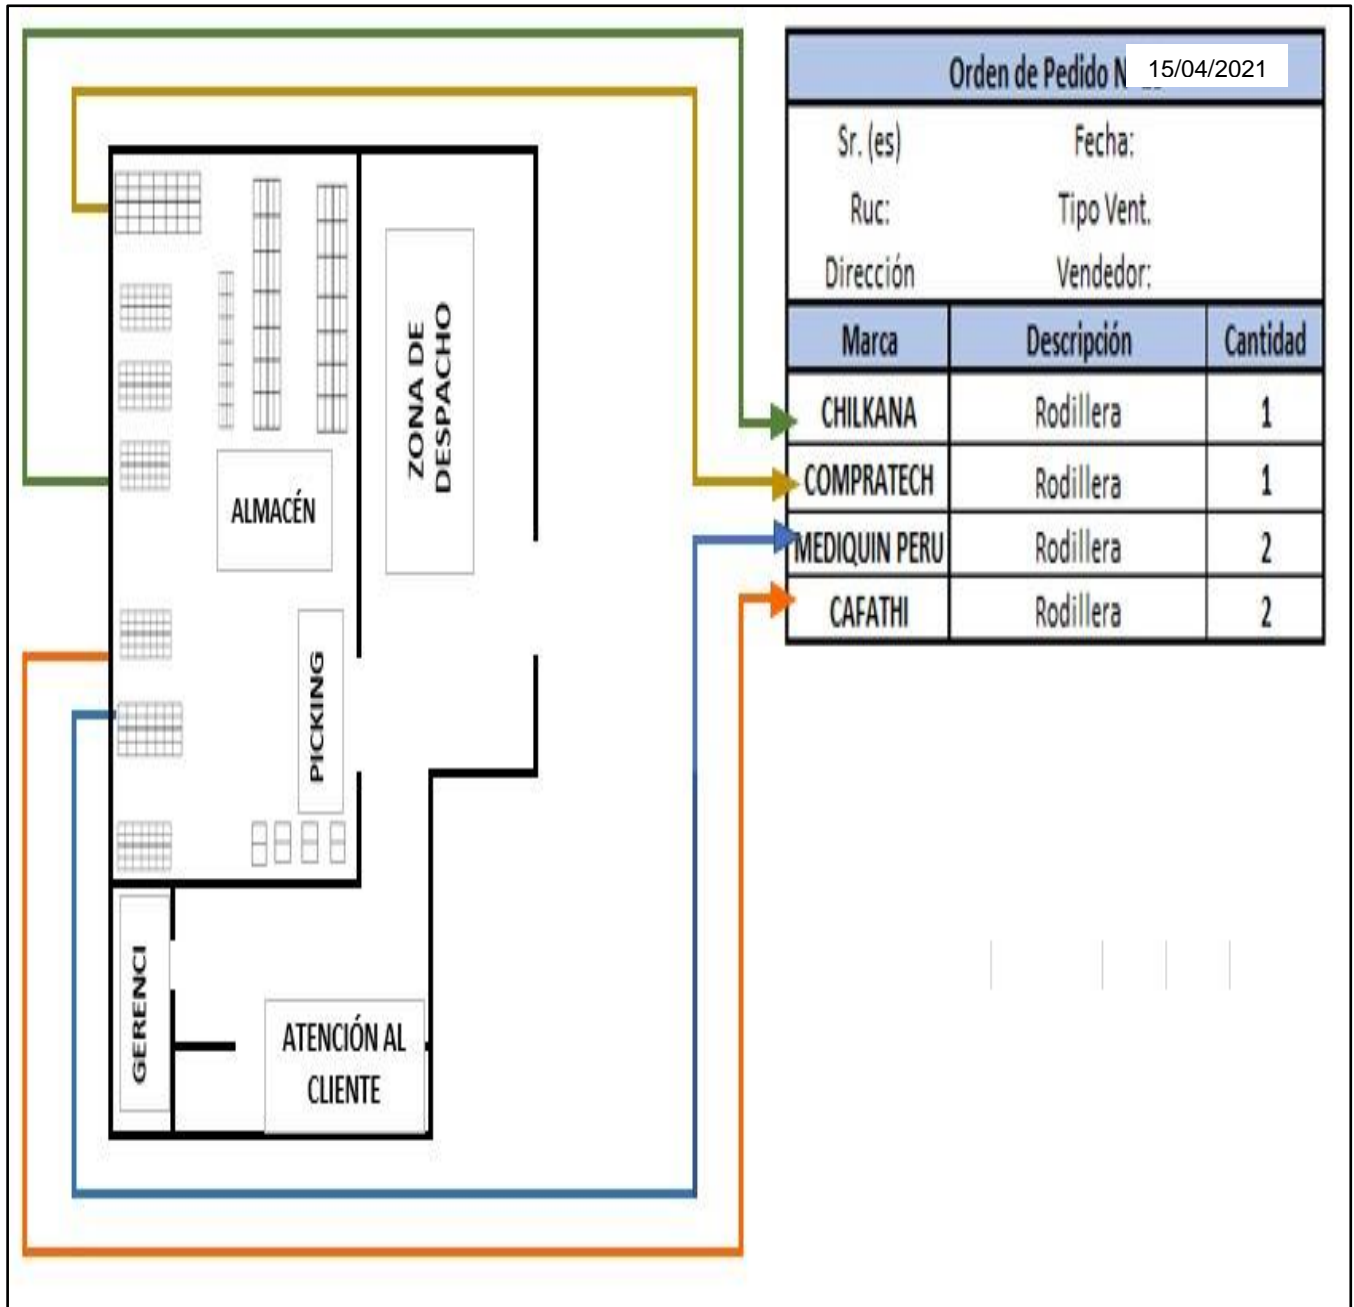 Orden de Pedido N
15/04/2021
Sr. (es) Fecha:
Ruc: Tipo Vent.
Dirección Vendedor:
Marca Descripción Cantidad
CHILKANA Rodillera 1
COMPRATECH Rodillera 1
MEDIQUIN PERU Rodillera 2
CAFATHI Rodillera 2
ZONA DE
DESPACHO
ALMACÉN
PICKING
GERENCI
ATENCIÓN AL
CLIENTE